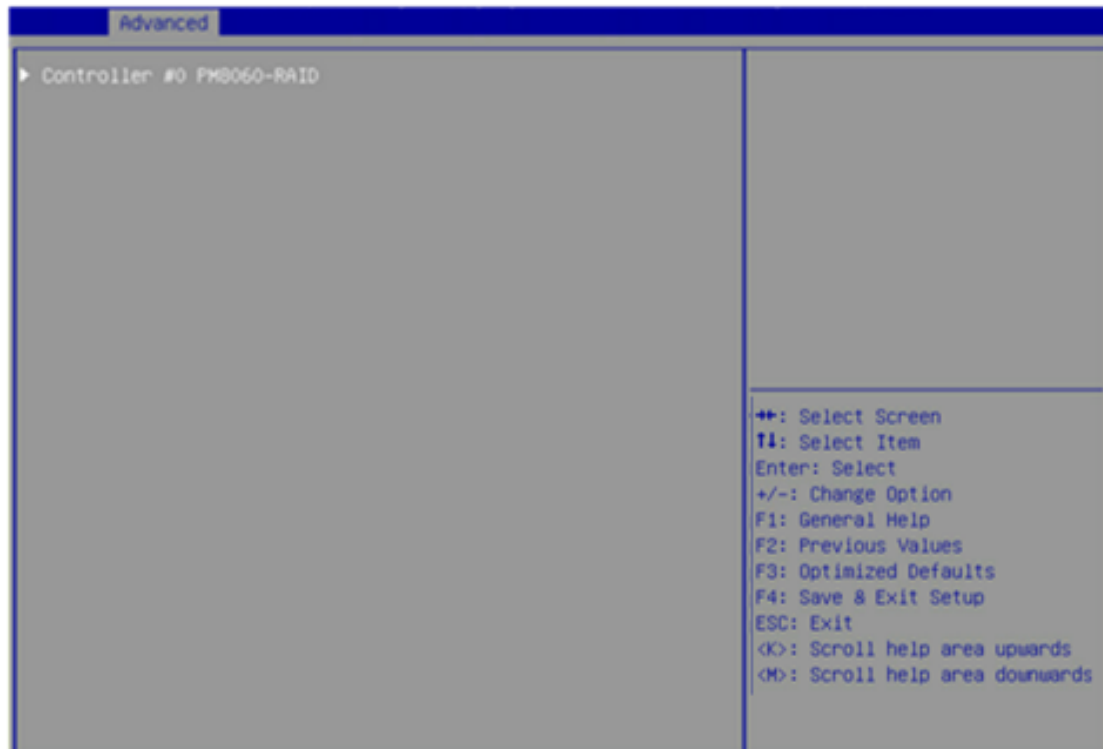 Advanced
Controller #0 PM8060-RAID
→←: Select Screen
↑↓: Select Item
Enter: Select
+/-: Change Option
F1: General Help
F2: Previous Values
F3: Optimized Defaults
F4: Save & Exit Setup
ESC: Exit
<K>: Scroll help area upwards
<M>: Scroll help area downwards